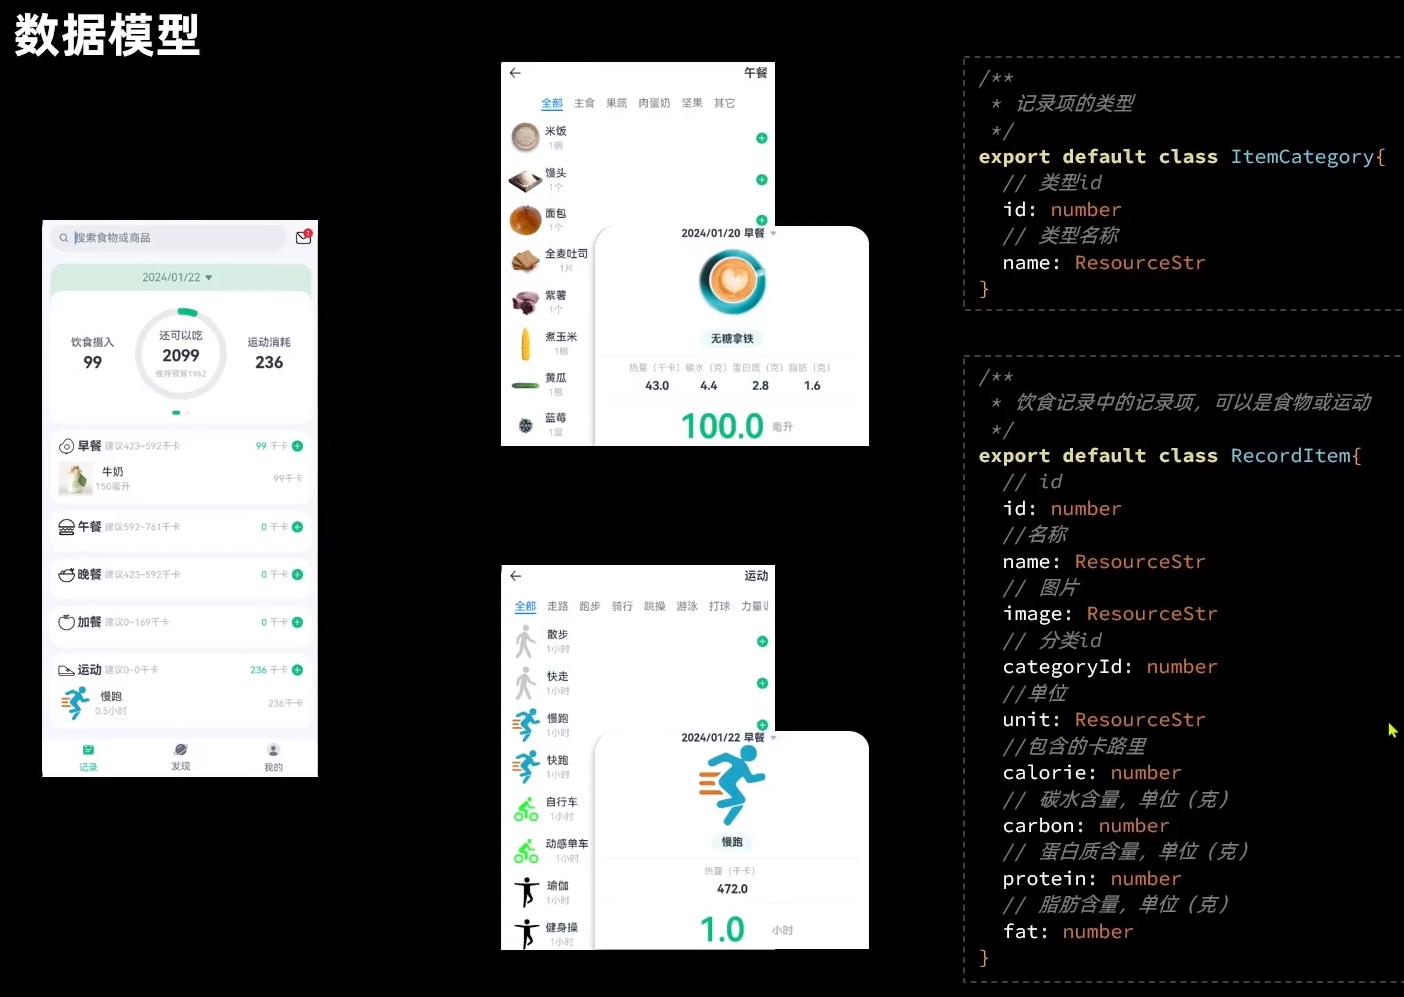 数据模型
搜索食物或商品
1
2024/01/22
饮食摄入
99
还可以吃
2099
推荐预算1962
运动消耗
236
早餐 建议423~592千卡 99 千卡
牛奶
150毫升
99千卡
午餐 建议592~761千卡 0 千卡
晚餐 建议423~592千卡 0 千卡
加餐 建议0~169千卡 0 千卡
运动 建议0~0千卡 236 千卡
慢跑
0.5小时
236千卡
记录 发现 我的
午餐
全部 主食 果蔬 肉蛋奶 坚果 其它
米饭
1碗
馒头
1个
面包
1个
全麦吐司
1片
紫薯
1个
煮玉米
1根
黄瓜
1根
蓝莓
1盒
2024/01/20 早餐
无糖拿铁
热量（千卡） 碳水（克） 蛋白质（克） 脂肪（克）
43.0 4.4 2.8 1.6
100.0 毫升
运动
全部 走路 跑步 骑行 跳操 游泳 打球 力量
散步
1小时
快走
1小时
慢跑
1小时
快跑
1小时
自行车
1小时
动感单车
1小时
瑜伽
1小时
健身操
1小时
2024/01/22 早餐
慢跑
热量（千卡）
472.0
1.0 小时
/**
* 记录项的类型
*/
export default class ItemCategory{
// 类型id
id: number
// 类型名称
name: ResourceStr
}
/**
* 饮食记录中的记录项，可以是食物或运动
*/
export default class RecordItem{
// id
id: number
//名称
name: ResourceStr
// 图片
image: ResourceStr
// 分类id
categoryId: number
//单位
unit: ResourceStr
//包含的卡路里
calorie: number
// 碳水含量，单位（克）
carbon: number
// 蛋白质含量，单位（克）
protein: number
// 脂肪含量，单位（克）
fat: number
}